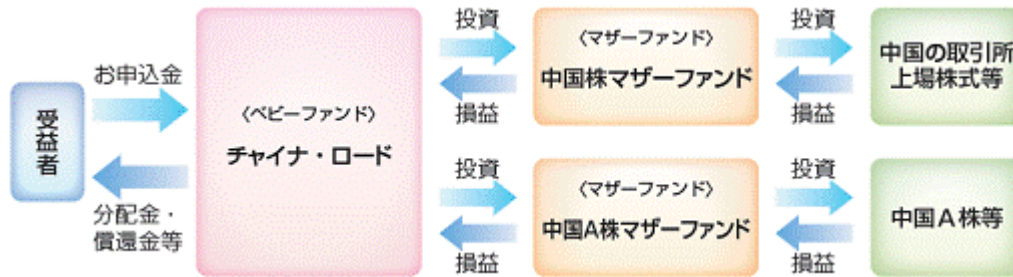 受益者
お申込金
分配金・
償還金等
〈ベビーファンド〉
チャイナ・ロード
投資
損益
〈マザーファンド〉
中国株マザーファンド
投資
損益
中国の取引所
上場株式等
投資
損益
〈マザーファンド〉
中国A株マザーファンド
投資
損益
中国A株等